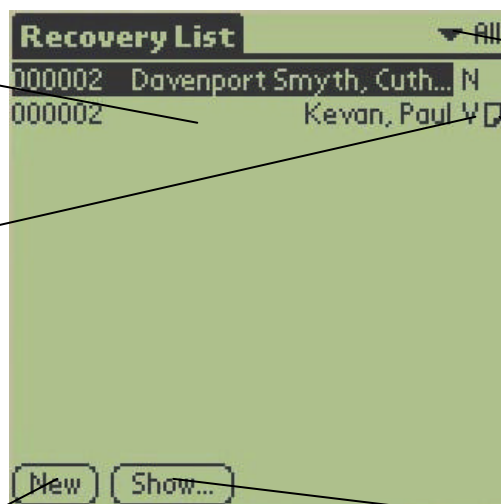 Recovery List All
000002 Davenport Smyth, Cuth... N
000002 Kevan, Paul V
New Show...